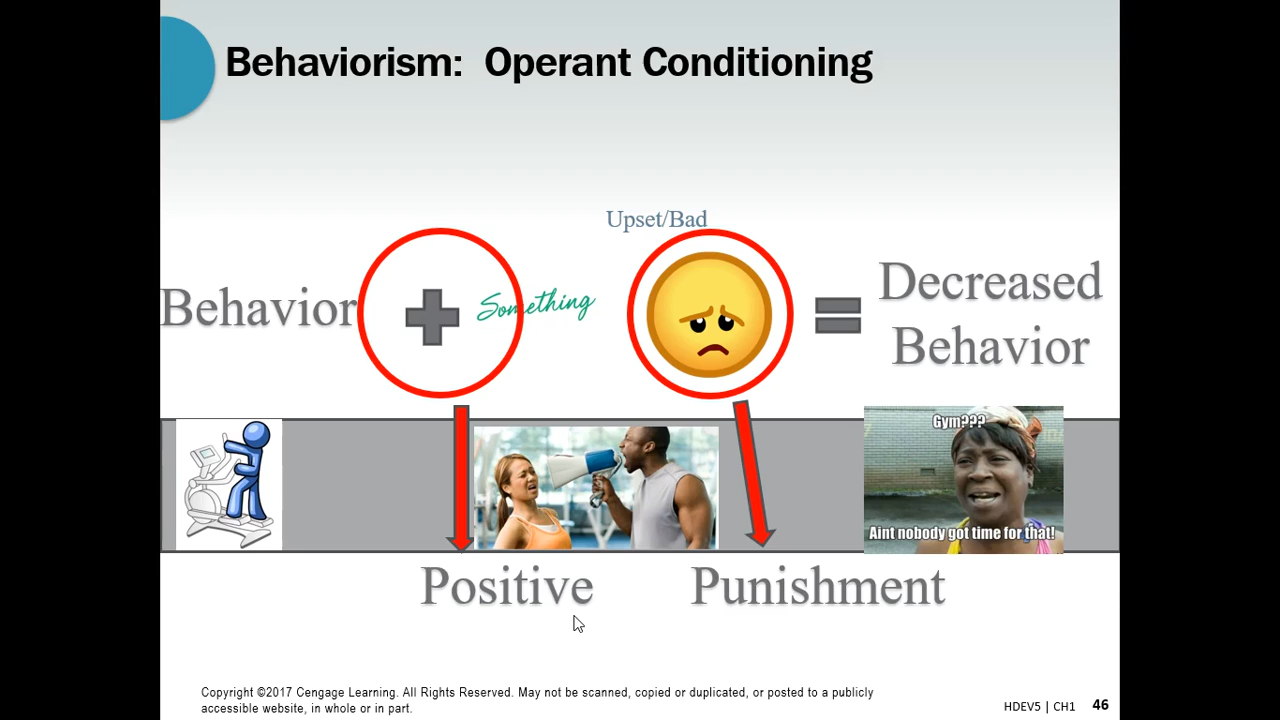 Behaviorism: Operant Conditioning
Upset/Bad
Behavior
Something
Decreased
Behavior
Gym???
Aint nobody got time for that!
Positive
Punishment
Copyright ©2017 Cengage Learning. All Rights Reserved. May not be scanned, copied or duplicated, or posted to a publicly
accessible website, in whole or in part.
HDEV5 | CH1 46